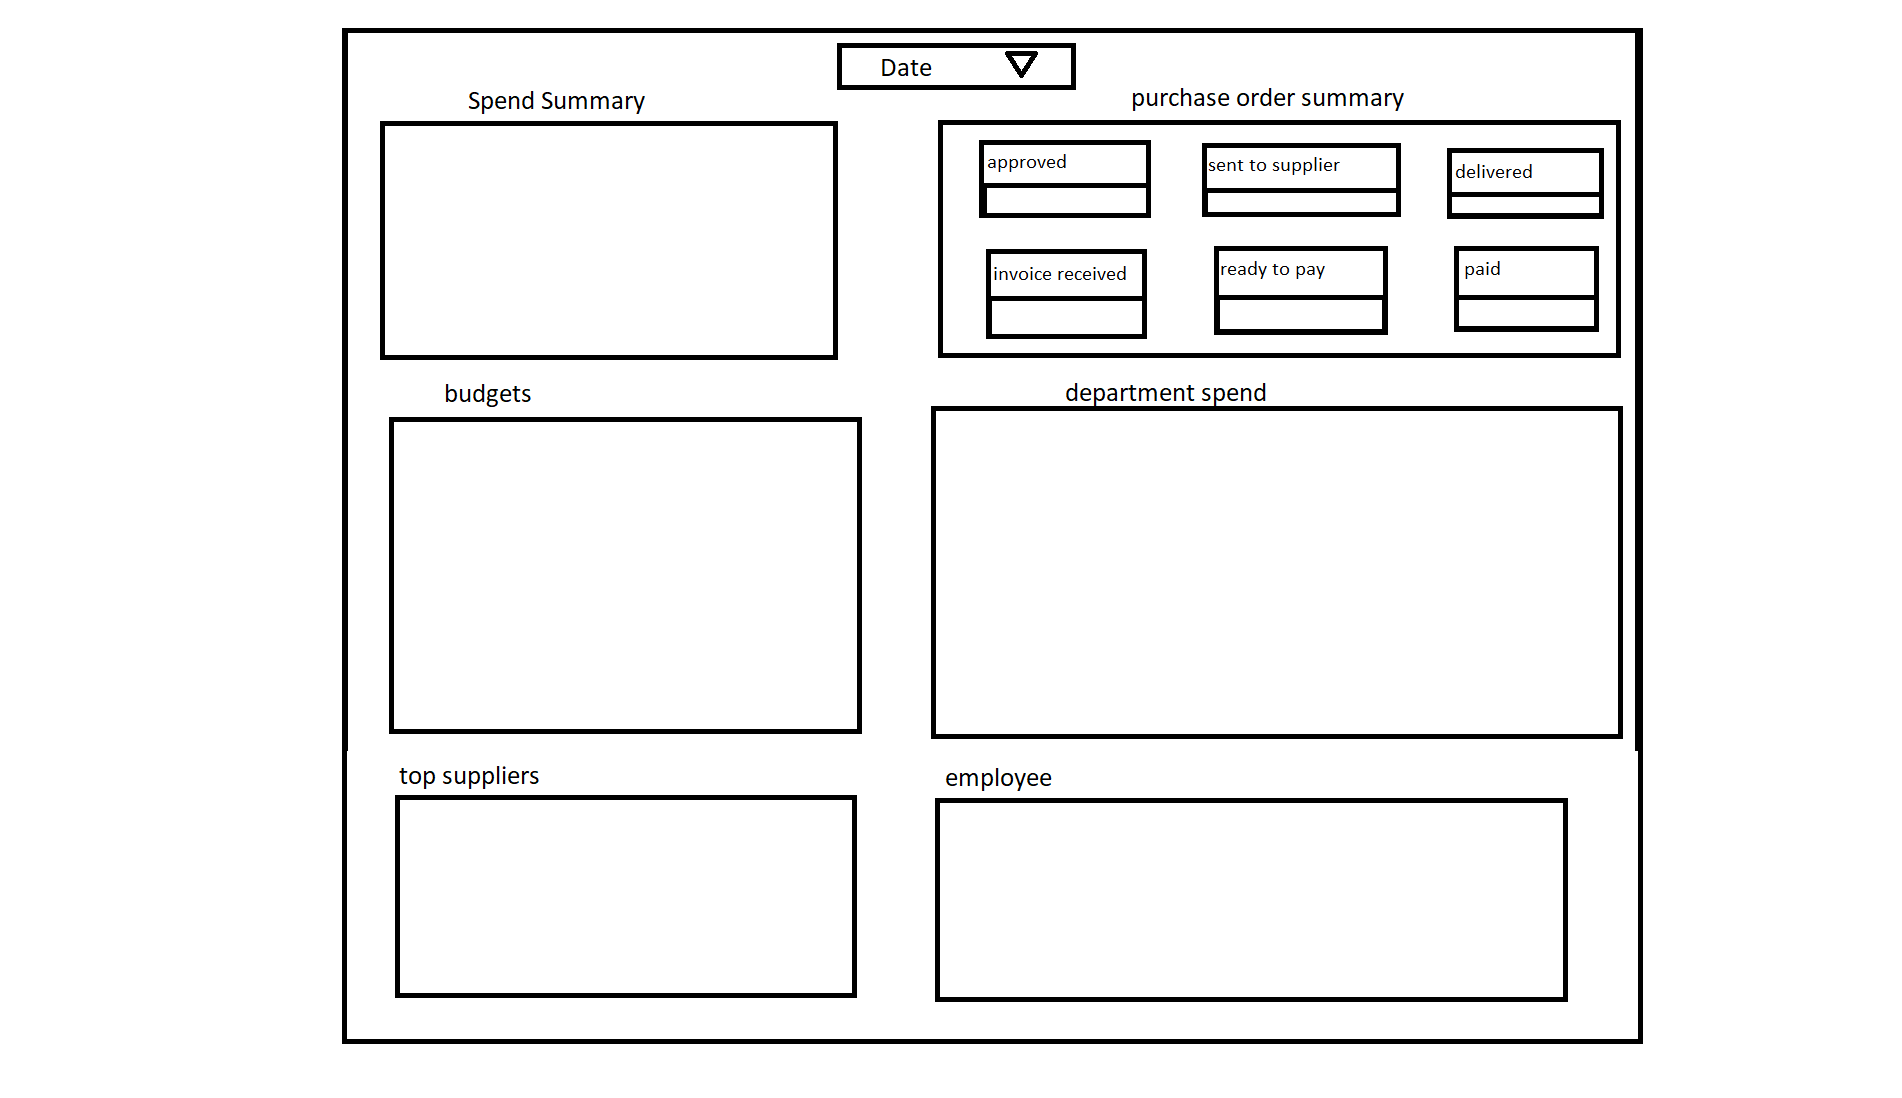 Date
Spend Summary
purchase order summary
approved
sent to supplier
delivered
invoice received
ready to pay
paid
budgets
department spend
top suppliers
employee